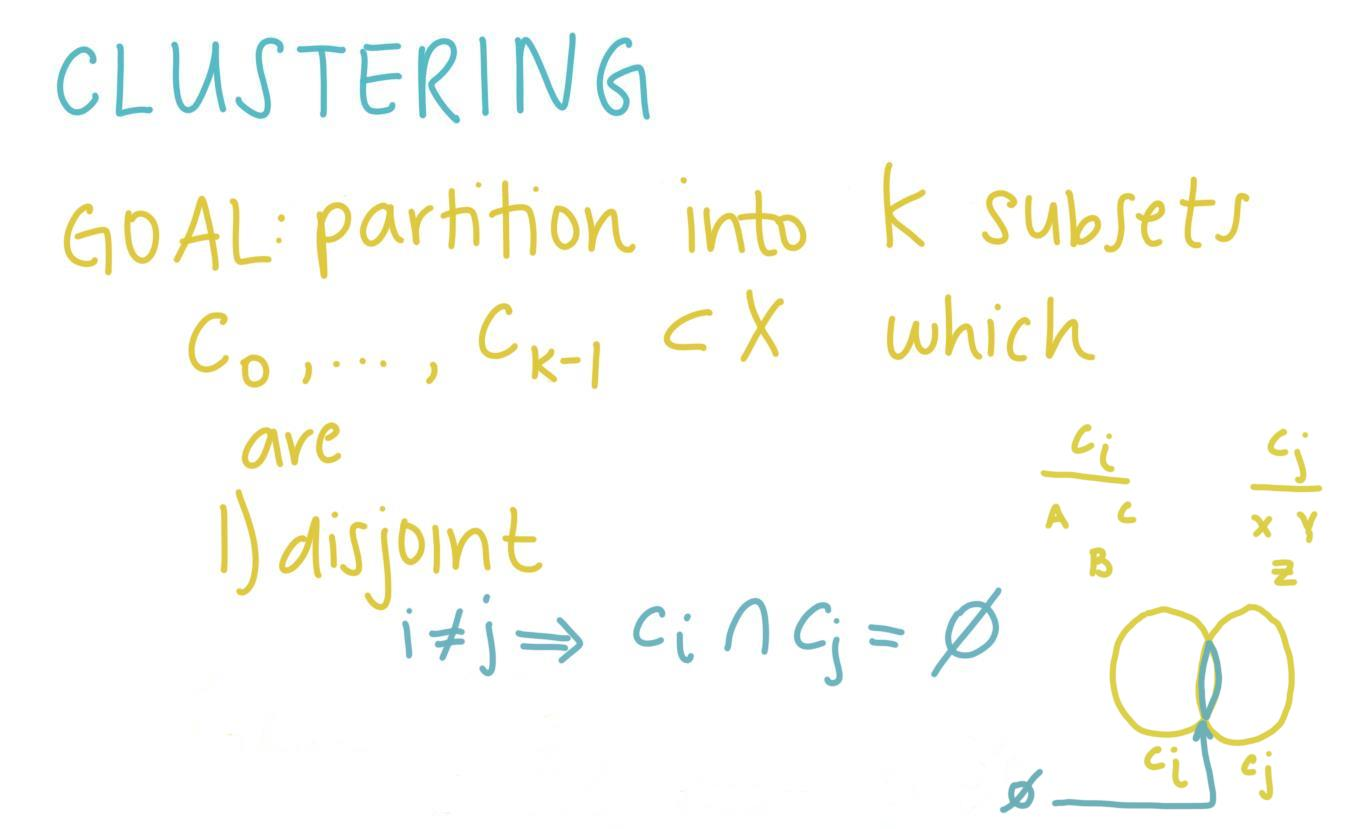 CLUSTERING
GOAL: partition into k subsets
C₀,..., Cₖ₋₁ ⊂ X which
are
1) disjoint
i ≠ j ⇒ Cᵢ ∩ Cⱼ = ∅
Cᵢ Cⱼ
A C X Y
B Z
Cᵢ Cⱼ
∅